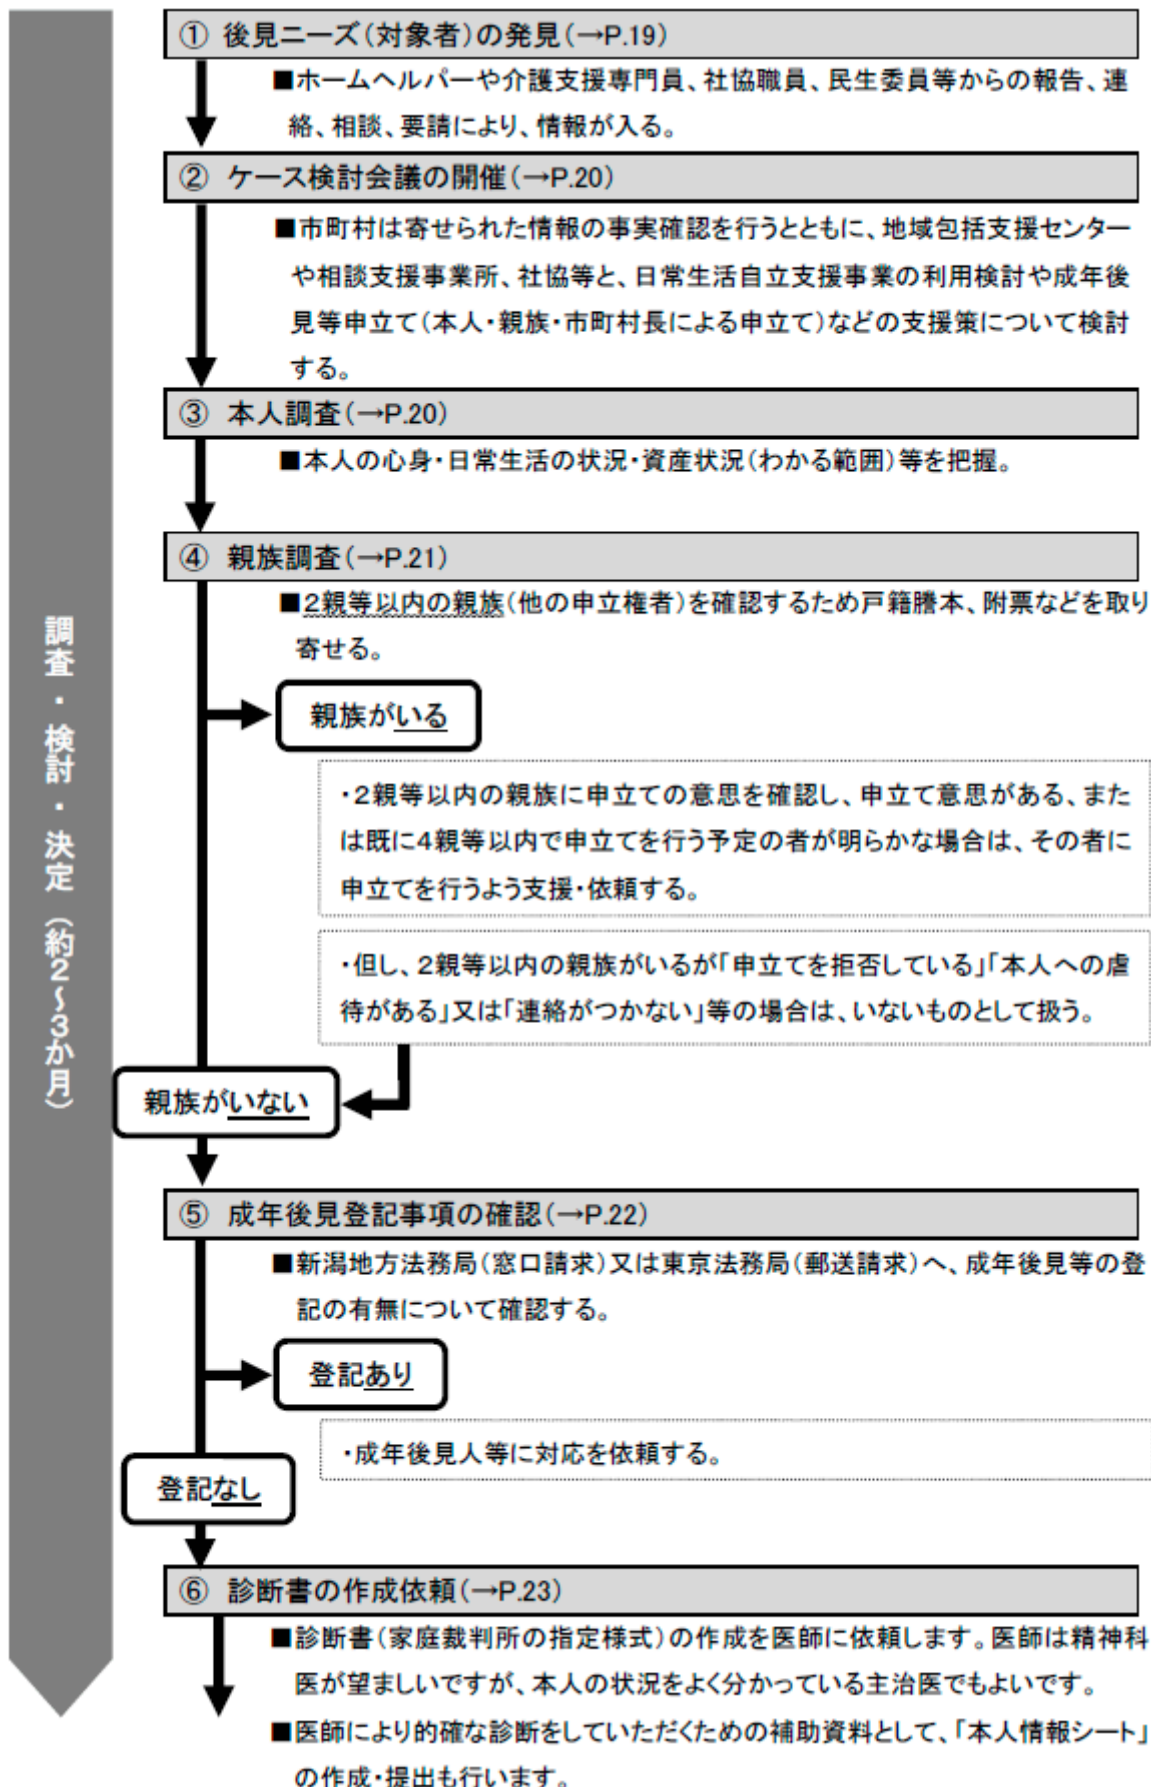 ① 後見ニーズ(対象者)の発見(→P.19)
■ホームヘルパーや介護支援専門員、社協職員、民生委員等からの報告、連
絡、相談、要請により、情報が入る。
② ケース検討会議の開催(→P.20)
■市町村は寄せられた情報の事実確認を行うとともに、地域包括支援センター
や相談支援事業所、社協等と、日常生活自立支援事業の利用検討や成年後
見等申立て(本人・親族・市町村長による申立て)などの支援策について検討
する。
③ 本人調査(→P.20)
■本人の心身・日常生活の状況・資産状況(わかる範囲)等を把握。
④ 親族調査(→P.21)
■2親等以内の親族(他の申立権者)を確認するため戸籍謄本、附票などを取り
寄せる。
親族がいる
・2親等以内の親族に申立ての意思を確認し、申立て意思がある、また
は既に4親等以内で申立てを行う予定の者が明らかな場合は、その者に
申立てを行うよう支援・依頼する。
・但し、2親等以内の親族がいるが「申立てを拒否している」「本人への虐
待がある」又は「連絡がつかない」等の場合は、いないものとして扱う。
親族がいない
⑤ 成年後見登記事項の確認(→P.22)
■新潟地方法務局(窓口請求)又は東京法務局(郵送請求)へ、成年後見等の登
記の有無について確認する。
登記あり
・成年後見人等に対応を依頼する。
登記なし
⑥ 診断書の作成依頼(→P.23)
■診断書(家庭裁判所の指定様式)の作成を医師に依頼します。医師は精神科
医が望ましいですが、本人の状況をよく分かっている主治医でもよいです。
■医師により的確な診断をしていただくための補助資料として、「本人情報シート」
の作成・提出も行います。
調査・検討・決定(約2～3か月)